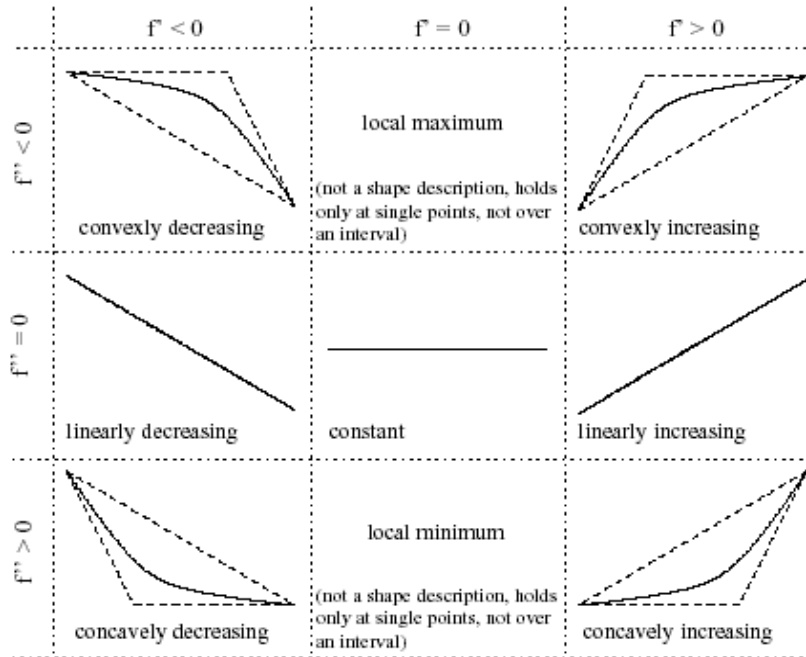 f' < 0
f' = 0
f' > 0
f'' < 0
local maximum
(not a shape description, holds
only at single points, not over
an interval)
convexly decreasing
convexly increasing
f'' = 0
linearly decreasing
constant
linearly increasing
f'' > 0
local minimum
(not a shape description, holds
only at single points, not over
an interval)
concavely decreasing
concavely increasing